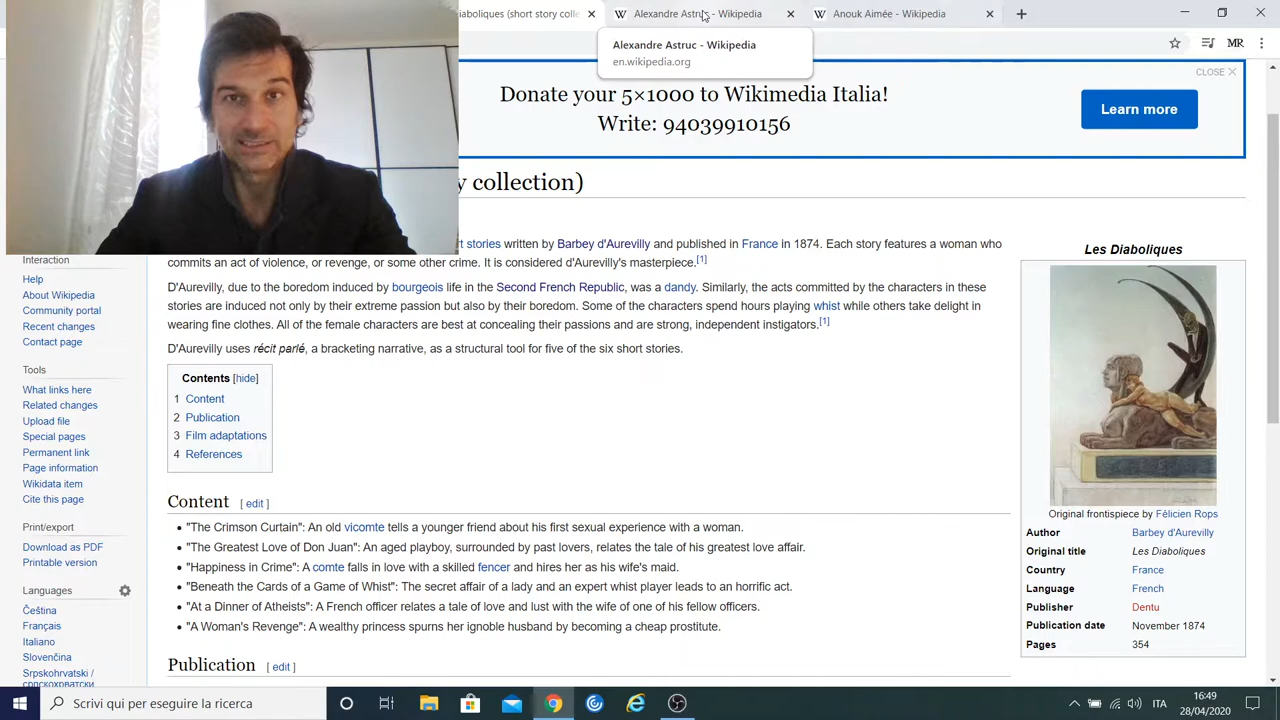 diaboliques (short story colle
Alexandre Astruc - Wikipedia
Anouk Aimée - Wikipedia
Alexandre Astruc - Wikipedia
en.wikipedia.org
MR
CLOSE
Donate your 5×1000 to Wikimedia Italia!
Write: 94039910156
Learn more
y collection)
rt stories written by Barbey d'Aurevilly and published in France in 1874. Each story features a woman who
commits an act of violence, or revenge, or some other crime. It is considered d'Aurevilly's masterpiece.[1]
D'Aurevilly, due to the boredom induced by bourgeois life in the Second French Republic, was a dandy. Similarly, the acts committed by the characters in these
stories are induced not only by their extreme passion but also by their boredom. Some of the characters spend hours playing whist while others take delight in
wearing fine clothes. All of the female characters are best at concealing their passions and are strong, independent instigators.[1]
D'Aurevilly uses récit parlé, a bracketing narrative, as a structural tool for five of the six short stories.
Contents [hide]
1 Content
2 Publication
3 Film adaptations
4 References
Content [ edit ]
• "The Crimson Curtain": An old vicomte tells a younger friend about his first sexual experience with a woman.
• "The Greatest Love of Don Juan": An aged playboy, surrounded by past lovers, relates the tale of his greatest love affair.
• "Happiness in Crime": A comte falls in love with a skilled fencer and hires her as his wife's maid.
• "Beneath the Cards of a Game of Whist": The secret affair of a lady and an expert whist player leads to an horrific act.
• "At a Dinner of Atheists": A French officer relates a tale of love and lust with the wife of one of his fellow officers.
• "A Woman's Revenge": A wealthy princess spurns her ignoble husband by becoming a cheap prostitute.
Publication [ edit ]
Les Diaboliques
Original frontispiece by Félicien Rops
Author Barbey d'Aurevilly
Original title Les Diaboliques
Country France
Language French
Publisher Dentu
Publication date November 1874
Pages 354
Interaction
Help
About Wikipedia
Community portal
Recent changes
Contact page
Tools
What links here
Related changes
Upload file
Special pages
Permanent link
Page information
Wikidata item
Cite this page
Print/export
Download as PDF
Printable version
Languages
Čeština
Français
Italiano
Slovenčina
Srpskohrvatski /
српскохрватски
Scrivi qui per eseguire la ricerca
ITA
16:49
28/04/2020